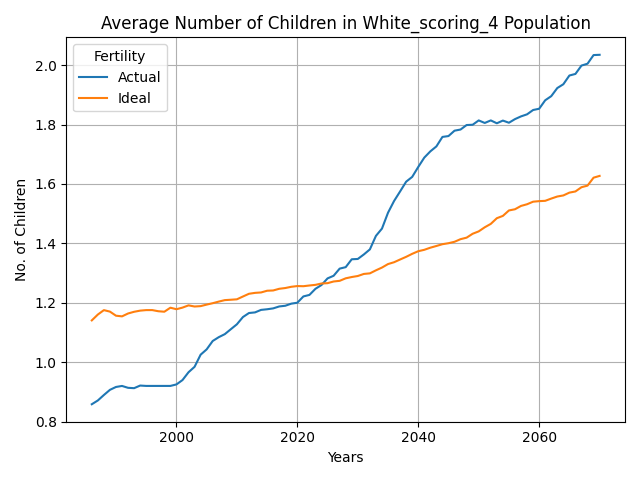 Average Number of Children in White_scoring_4 Population
Fertility
Actual
Ideal
No. of Children
2.0
1.8
1.6
1.4
1.2
1.0
0.8
2000
2020
2040
2060
Years